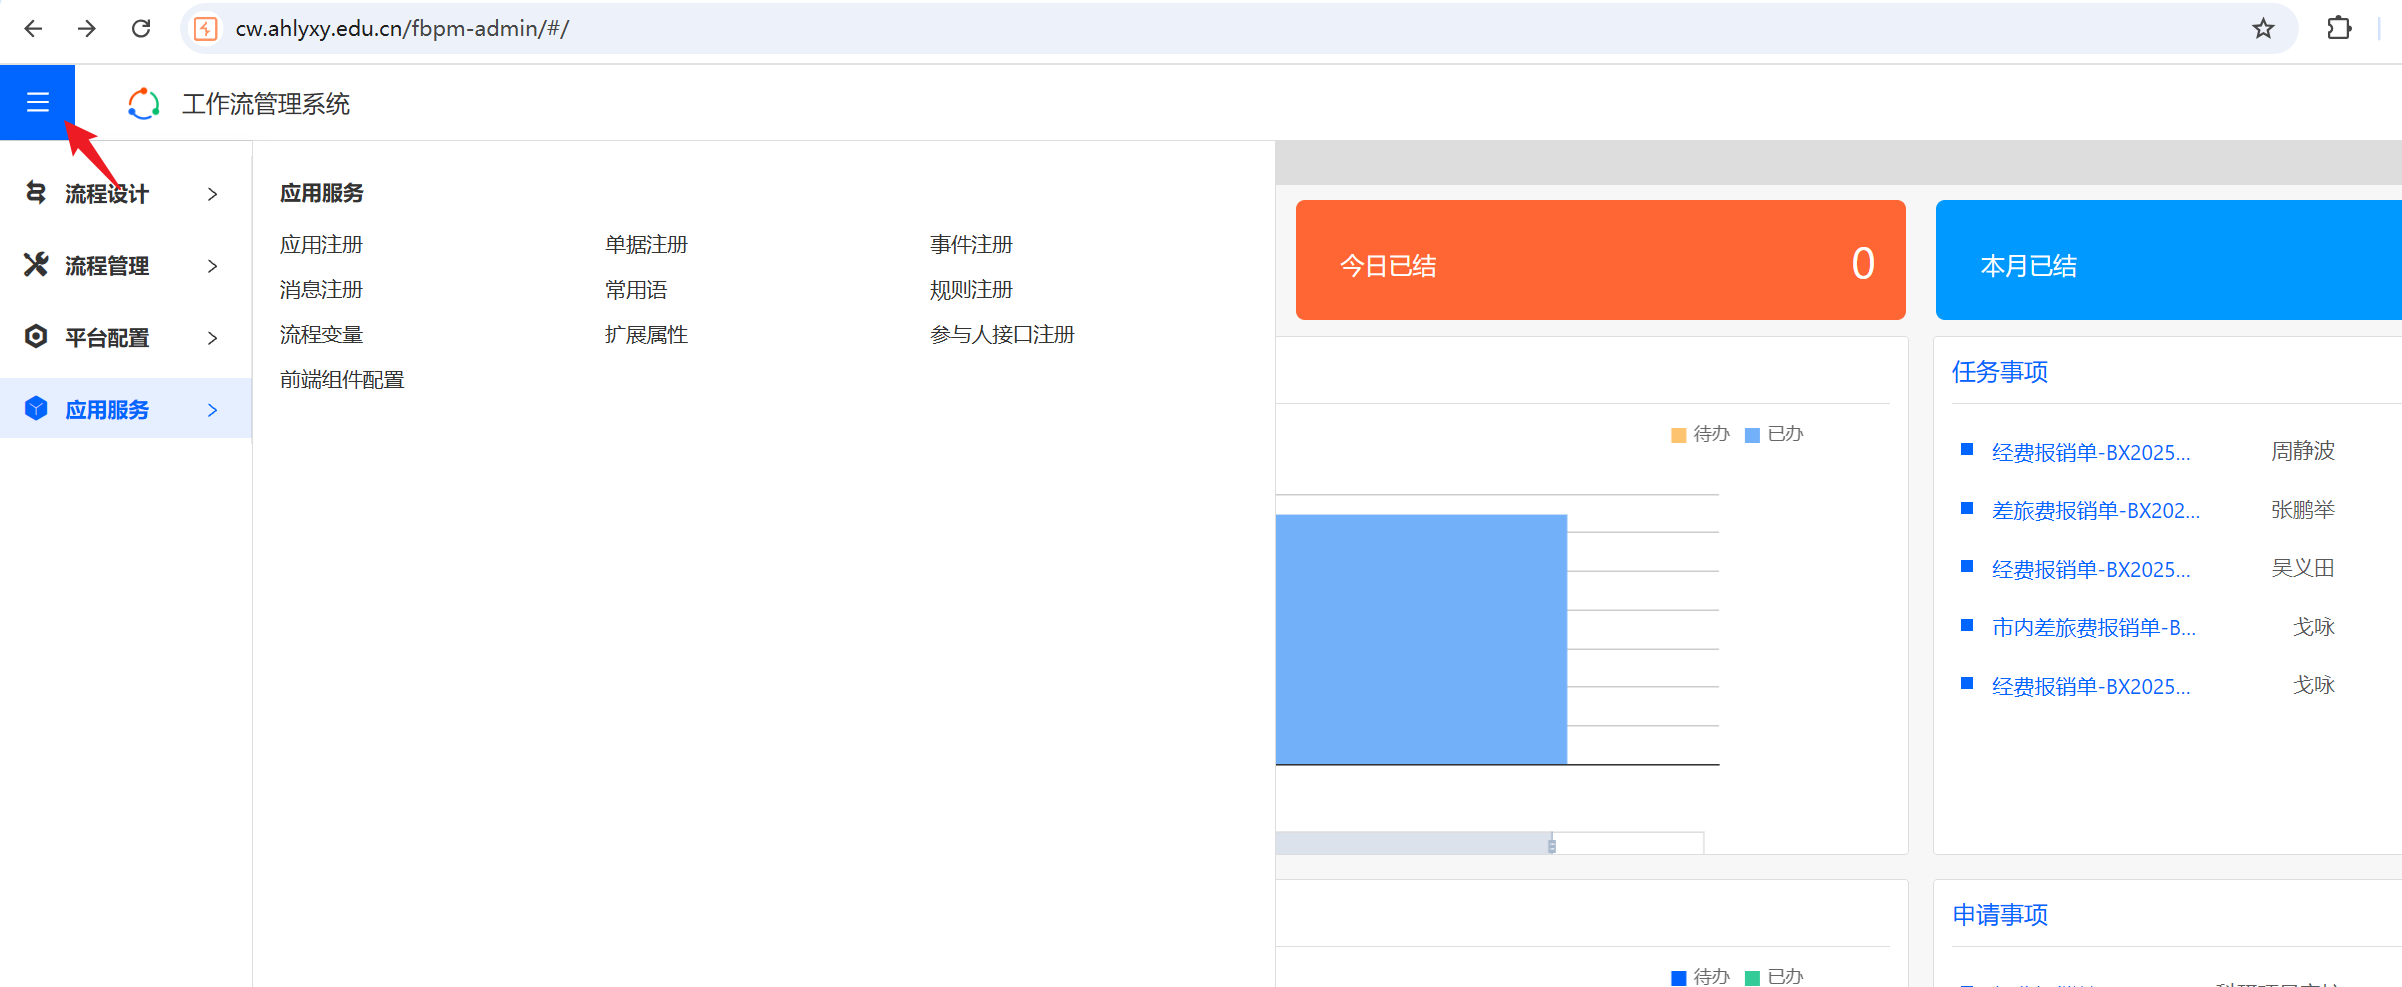 cw.ahlyxy.edu.cn/fbpm-admin/#/
工作流管理系统
流程设计
流程管理
平台配置
应用服务
应用服务
应用注册 单据注册 事件注册
消息注册 常用语 规则注册
流程变量 扩展属性 参与人接口注册
前端组件配置
今日已结 0
本月已结
待办 已办
任务事项
经费报销单-BX2025... 周静波
差旅费报销单-BX202... 张鹏举
经费报销单-BX2025... 吴义田
市内差旅费报销单-B... 戈咏
经费报销单-BX2025... 戈咏
待办 已办
申请事项